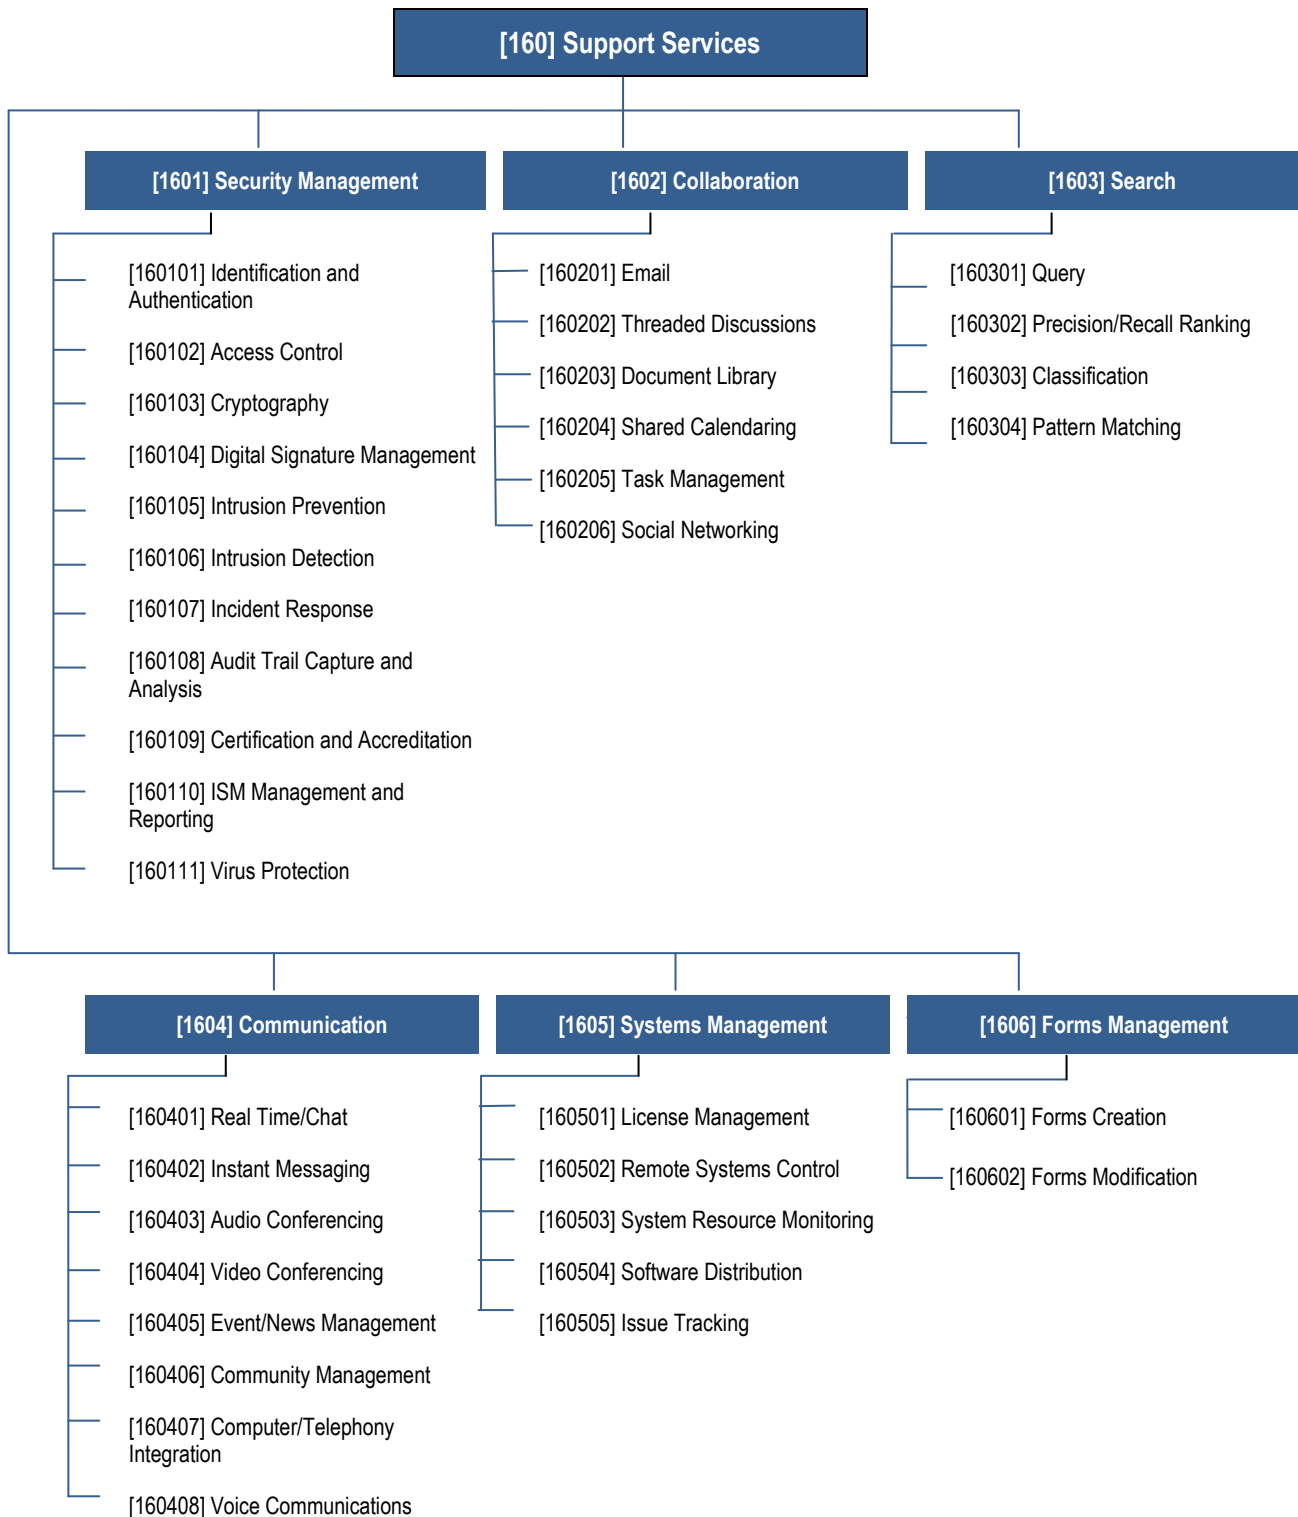 [160] Support Services
[1601] Security Management
[160101] Identification and
Authentication
[160102] Access Control
[160103] Cryptography
[160104] Digital Signature Management
[160105] Intrusion Prevention
[160106] Intrusion Detection
[160107] Incident Response
[160108] Audit Trail Capture and
Analysis
[160109] Certification and Accreditation
[160110] ISM Management and
Reporting
[160111] Virus Protection
[1602] Collaboration
[160201] Email
[160202] Threaded Discussions
[160203] Document Library
[160204] Shared Calendaring
[160205] Task Management
[160206] Social Networking
[1603] Search
[160301] Query
[160302] Precision/Recall Ranking
[160303] Classification
[160304] Pattern Matching
[1604] Communication
[160401] Real Time/Chat
[160402] Instant Messaging
[160403] Audio Conferencing
[160404] Video Conferencing
[160405] Event/News Management
[160406] Community Management
[160407] Computer/Telephony
Integration
[160408] Voice Communications
[1605] Systems Management
[160501] License Management
[160502] Remote Systems Control
[160503] System Resource Monitoring
[160504] Software Distribution
[160505] Issue Tracking
[1606] Forms Management
[160601] Forms Creation
[160602] Forms Modification